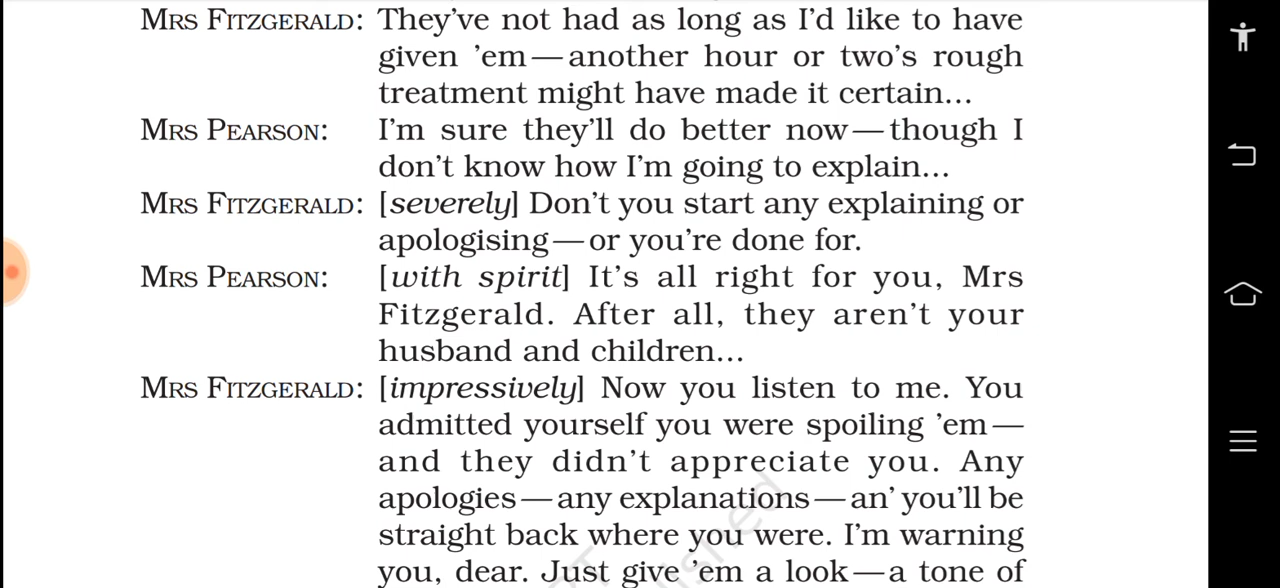 MRS FITZGERALD: They've not had as long as I'd like to have
given 'em—another hour or two's rough
treatment might have made it certain...
MRS PEARSON: I'm sure they'll do better now—though I
don't know how I'm going to explain...
MRS FITZGERALD: [severely] Don't you start any explaining or
apologising—or you're done for.
MRS PEARSON: [with spirit] It's all right for you, Mrs
Fitzgerald. After all, they aren't your
husband and children...
MRS FITZGERALD: [impressively] Now you listen to me. You
admitted yourself you were spoiling 'em—
and they didn't appreciate you. Any
apologies—any explanations—an' you'll be
straight back where you were. I'm warning
you, dear. Just give 'em a look—a tone of